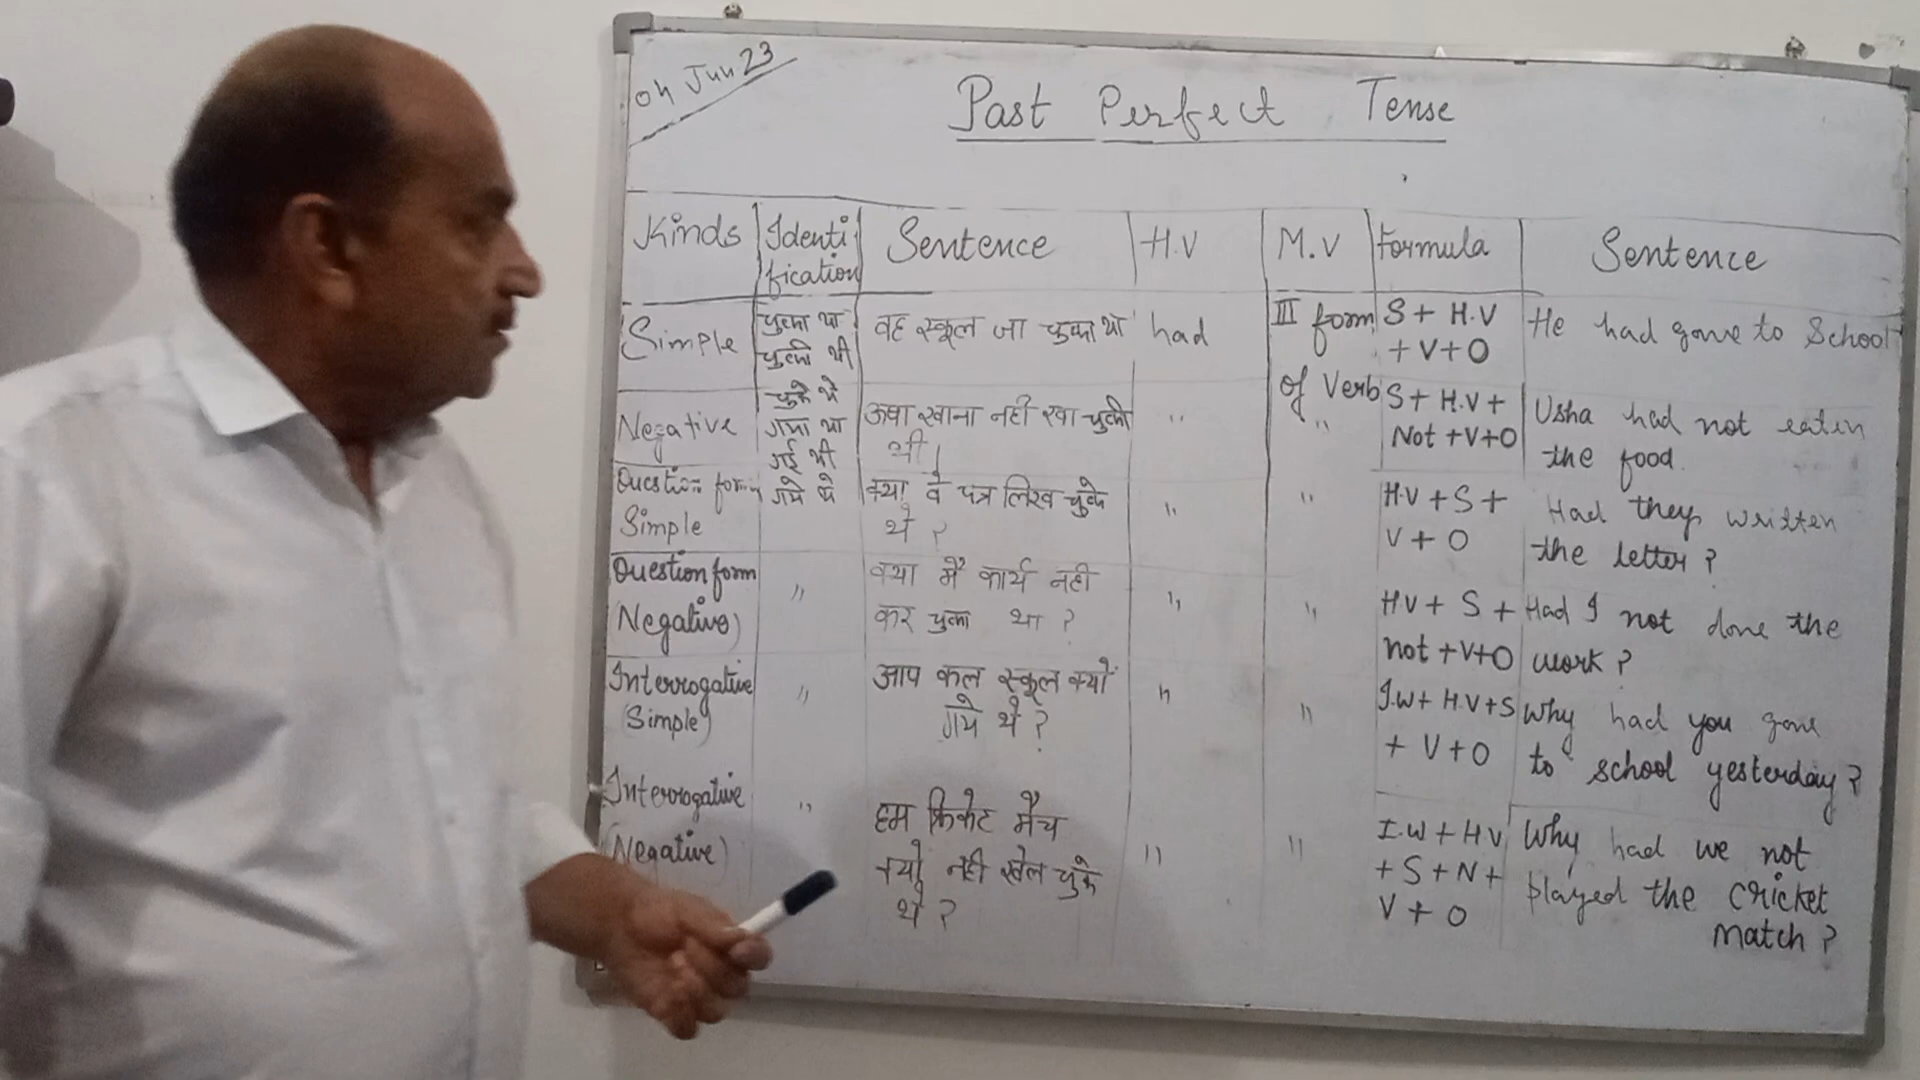 04 Jun 23
Past Perfect Tense
Kinds Identi- Sentence H.V M.V Formula Sentence
fication
Simple चुका था वह स्कूल जा चुका था had III form S + H.V He had gone to School
चुकी थी + V+O
चुके थे of Verb
Negative गया था ऊषा खाना नही खा चुकी " " S + H.V + Usha had not eaten
गई थी थी। Not +V+O the food.
Question form गये थे क्या वे पत्र लिख चुके " " H.V + S + Had they written
Simple थे ? V + O the letter ?
Question form " क्या मैं कार्य नही " " HV + S + Had I not done the
(Negative) कर चुका था ? not +V+O work ?
Interrogative " आप कल स्कूल क्यों " " I.W+ H.V+S Why had you gone
(Simple) गये थे ? + V+O to school yesterday ?
Interrogative " हम क्रिकेट मैच I.W + HV Why had we not
(Negative) क्यो नही खेल चुके " " + S + N + played the cricket
थे ? V + O match ?